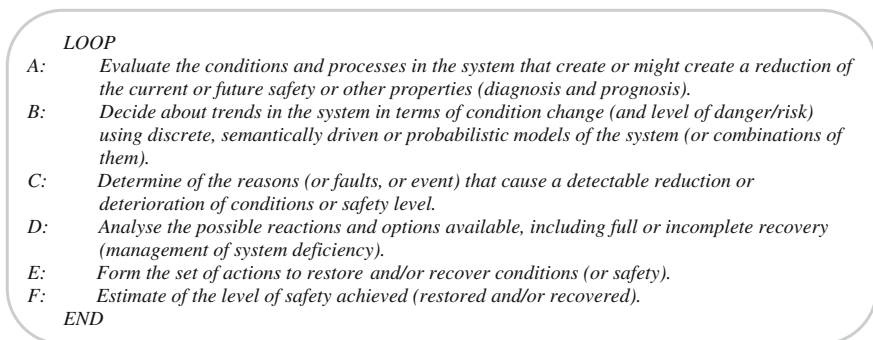 LOOP
A: Evaluate the conditions and processes in the system that create or might create a reduction of
the current or future safety or other properties (diagnosis and prognosis).
B: Decide about trends in the system in terms of condition change (and level of danger/risk)
using discrete, semantically driven or probabilistic models of the system (or combinations of
them).
C: Determine of the reasons (or faults, or event) that cause a detectable reduction or
deterioration of conditions or safety level.
D: Analyse the possible reactions and options available, including full or incomplete recovery
(management of system deficiency).
E: Form the set of actions to restore and/or recover conditions (or safety).
F: Estimate of the level of safety achieved (restored and/or recovered).
END